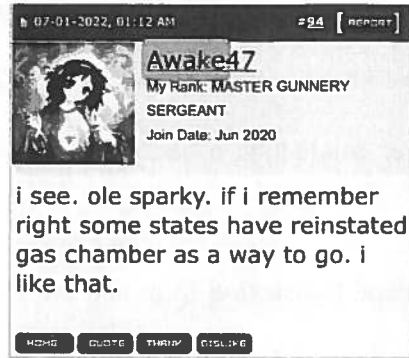 07-01-2022, 01:12 AM #94 [REPORT]
Awake47
My Rank: MASTER GUNNERY
SERGEANT
Join Date: Jun 2020
i see. ole sparky. if i remember
right some states have reinstated
gas chamber as a way to go. i
like that.
HOME QUOTE THANK DISLIKE